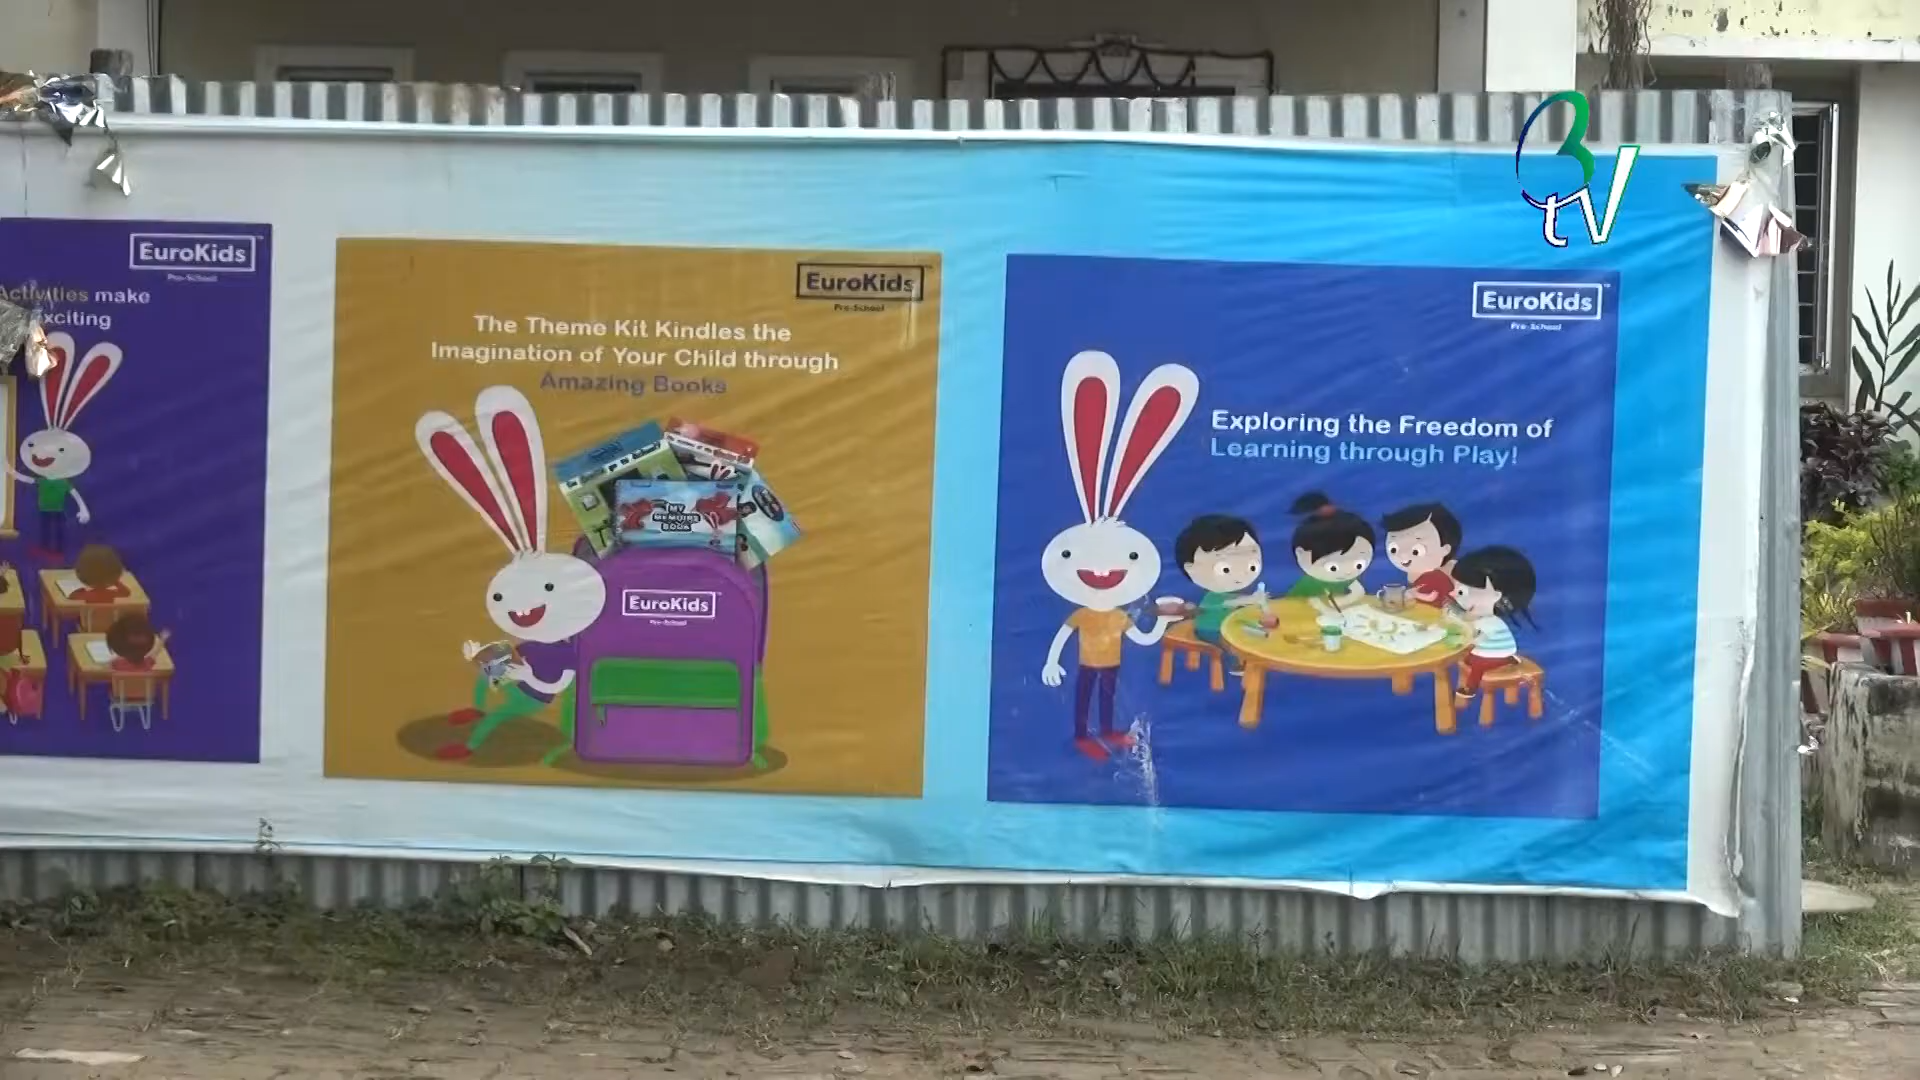 EuroKids
Pre-School
Activities make
exciting
EuroKids
Pre-School
The Theme Kit Kindles the
Imagination of Your Child through
Amazing Books
MY
MEMOIRS
BOOK
EuroKids
Pre-School
EuroKids
Pre-School
Exploring the Freedom of
Learning through Play!
tv